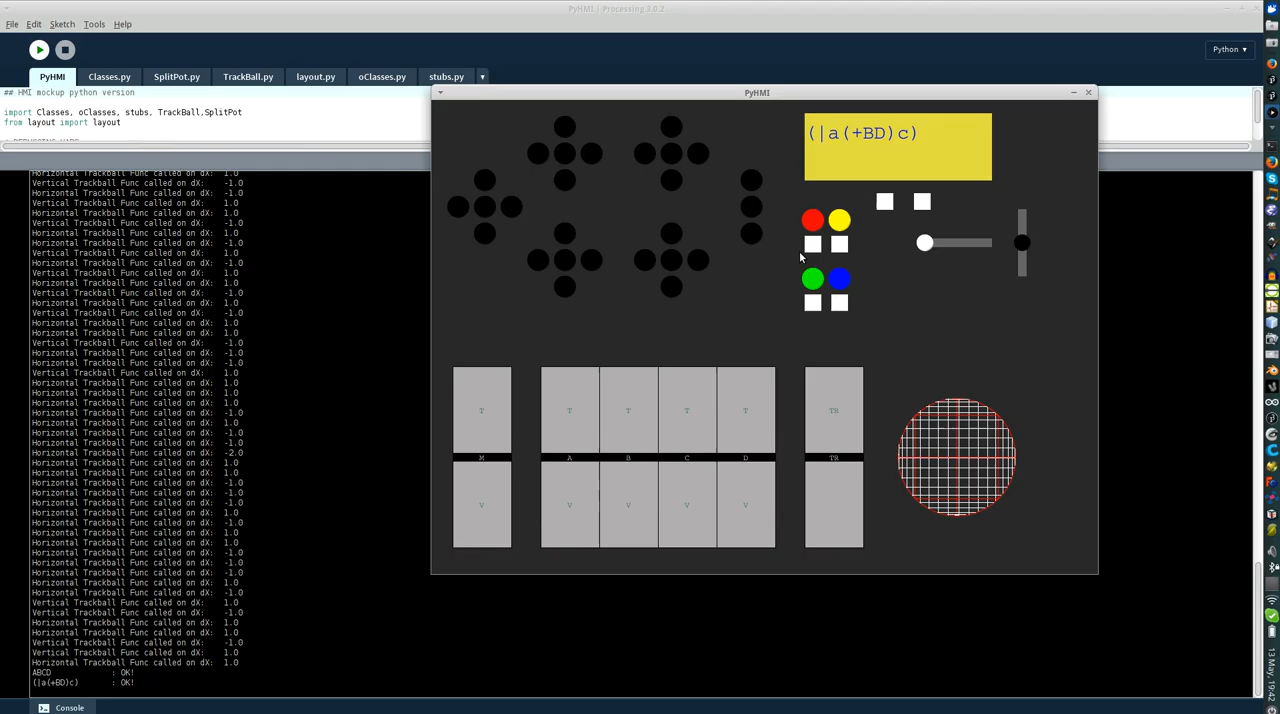 PyHMI | Processing 3.0.2
File Edit Sketch Tools Help
Python ▾
PyHMI Classes.py SplitPot.py TrackBall.py layout.py oClasses.py stubs.py ▾
## HMI mockup python version
import Classes, oClasses, stubs, TrackBall,SplitPot
from layout import layout
PyHMI
(|a(+BD)c)
T T T T T TR
M A B C D TR
V V V V V
Horizontal Trackball Func called on dX: 1.0
Vertical Trackball Func called on dX: -1.0
Horizontal Trackball Func called on dX: 1.0
Vertical Trackball Func called on dX: -1.0
Horizontal Trackball Func called on dX: 1.0
Vertical Trackball Func called on dX: 1.0
Horizontal Trackball Func called on dX: -1.0
Vertical Trackball Func called on dX: 1.0
Horizontal Trackball Func called on dX: -1.0
Vertical Trackball Func called on dX: 1.0
Horizontal Trackball Func called on dX: -1.0
Horizontal Trackball Func called on dX: 1.0
Vertical Trackball Func called on dX: -1.0
Horizontal Trackball Func called on dX: 1.0
Vertical Trackball Func called on dX: -1.0
Horizontal Trackball Func called on dX: 1.0
Horizontal Trackball Func called on dX: 1.0
Vertical Trackball Func called on dX: -1.0
Horizontal Trackball Func called on dX: 1.0
Horizontal Trackball Func called on dX: -1.0
Vertical Trackball Func called on dX: 1.0
Horizontal Trackball Func called on dX: 1.0
Horizontal Trackball Func called on dX: 1.0
Horizontal Trackball Func called on dX: 1.0
Horizontal Trackball Func called on dX: -1.0
Horizontal Trackball Func called on dX: 1.0
Horizontal Trackball Func called on dX: -1.0
Horizontal Trackball Func called on dX: -1.0
Horizontal Trackball Func called on dX: -2.0
Horizontal Trackball Func called on dX: 1.0
Horizontal Trackball Func called on dX: 1.0
Horizontal Trackball Func called on dX: -1.0
Horizontal Trackball Func called on dX: 1.0
Horizontal Trackball Func called on dX: -1.0
Horizontal Trackball Func called on dX: 1.0
Horizontal Trackball Func called on dX: -1.0
Horizontal Trackball Func called on dX: 1.0
Horizontal Trackball Func called on dX: 1.0
Horizontal Trackball Func called on dX: -1.0
Horizontal Trackball Func called on dX: -1.0
Horizontal Trackball Func called on dX: -1.0
Horizontal Trackball Func called on dX: 1.0
Horizontal Trackball Func called on dX: -1.0
Vertical Trackball Func called on dX: 1.0
Vertical Trackball Func called on dX: -1.0
Horizontal Trackball Func called on dX: 1.0
Horizontal Trackball Func called on dX: 1.0
Vertical Trackball Func called on dX: -1.0
Vertical Trackball Func called on dX: 1.0
Horizontal Trackball Func called on dX: 1.0
ABCD : OK!
(|a(+BD)c) : OK!
Console
13 May, 19:42